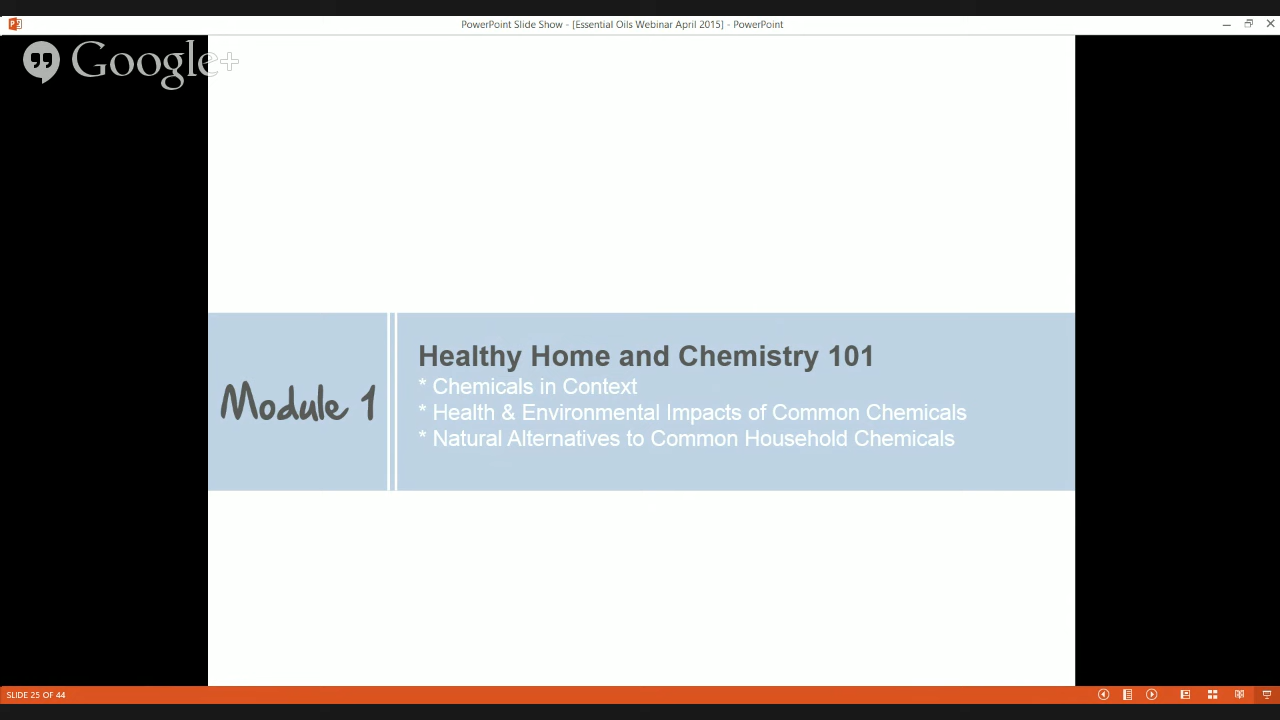 PowerPoint Slide Show - [Essential Oils Webinar April 2015] - PowerPoint
Google+
Healthy Home and Chemistry 101
* Chemicals in Context
Module 1
* Health & Environmental Impacts of Common Chemicals
* Natural Alternatives to Common Household Chemicals
SLIDE 25 OF 44